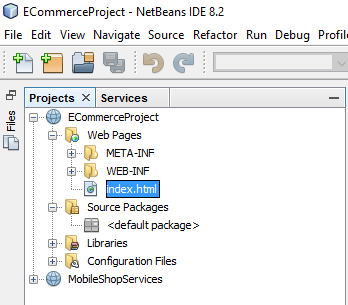 ECommerceProject - NetBeans IDE 8.2
File Edit View Navigate Source Refactor Run Debug Profile
Projects Services
Files
ECommerceProject
Web Pages
META-INF
WEB-INF
index.html
Source Packages
<default package>
Libraries
Configuration Files
MobileShopServices